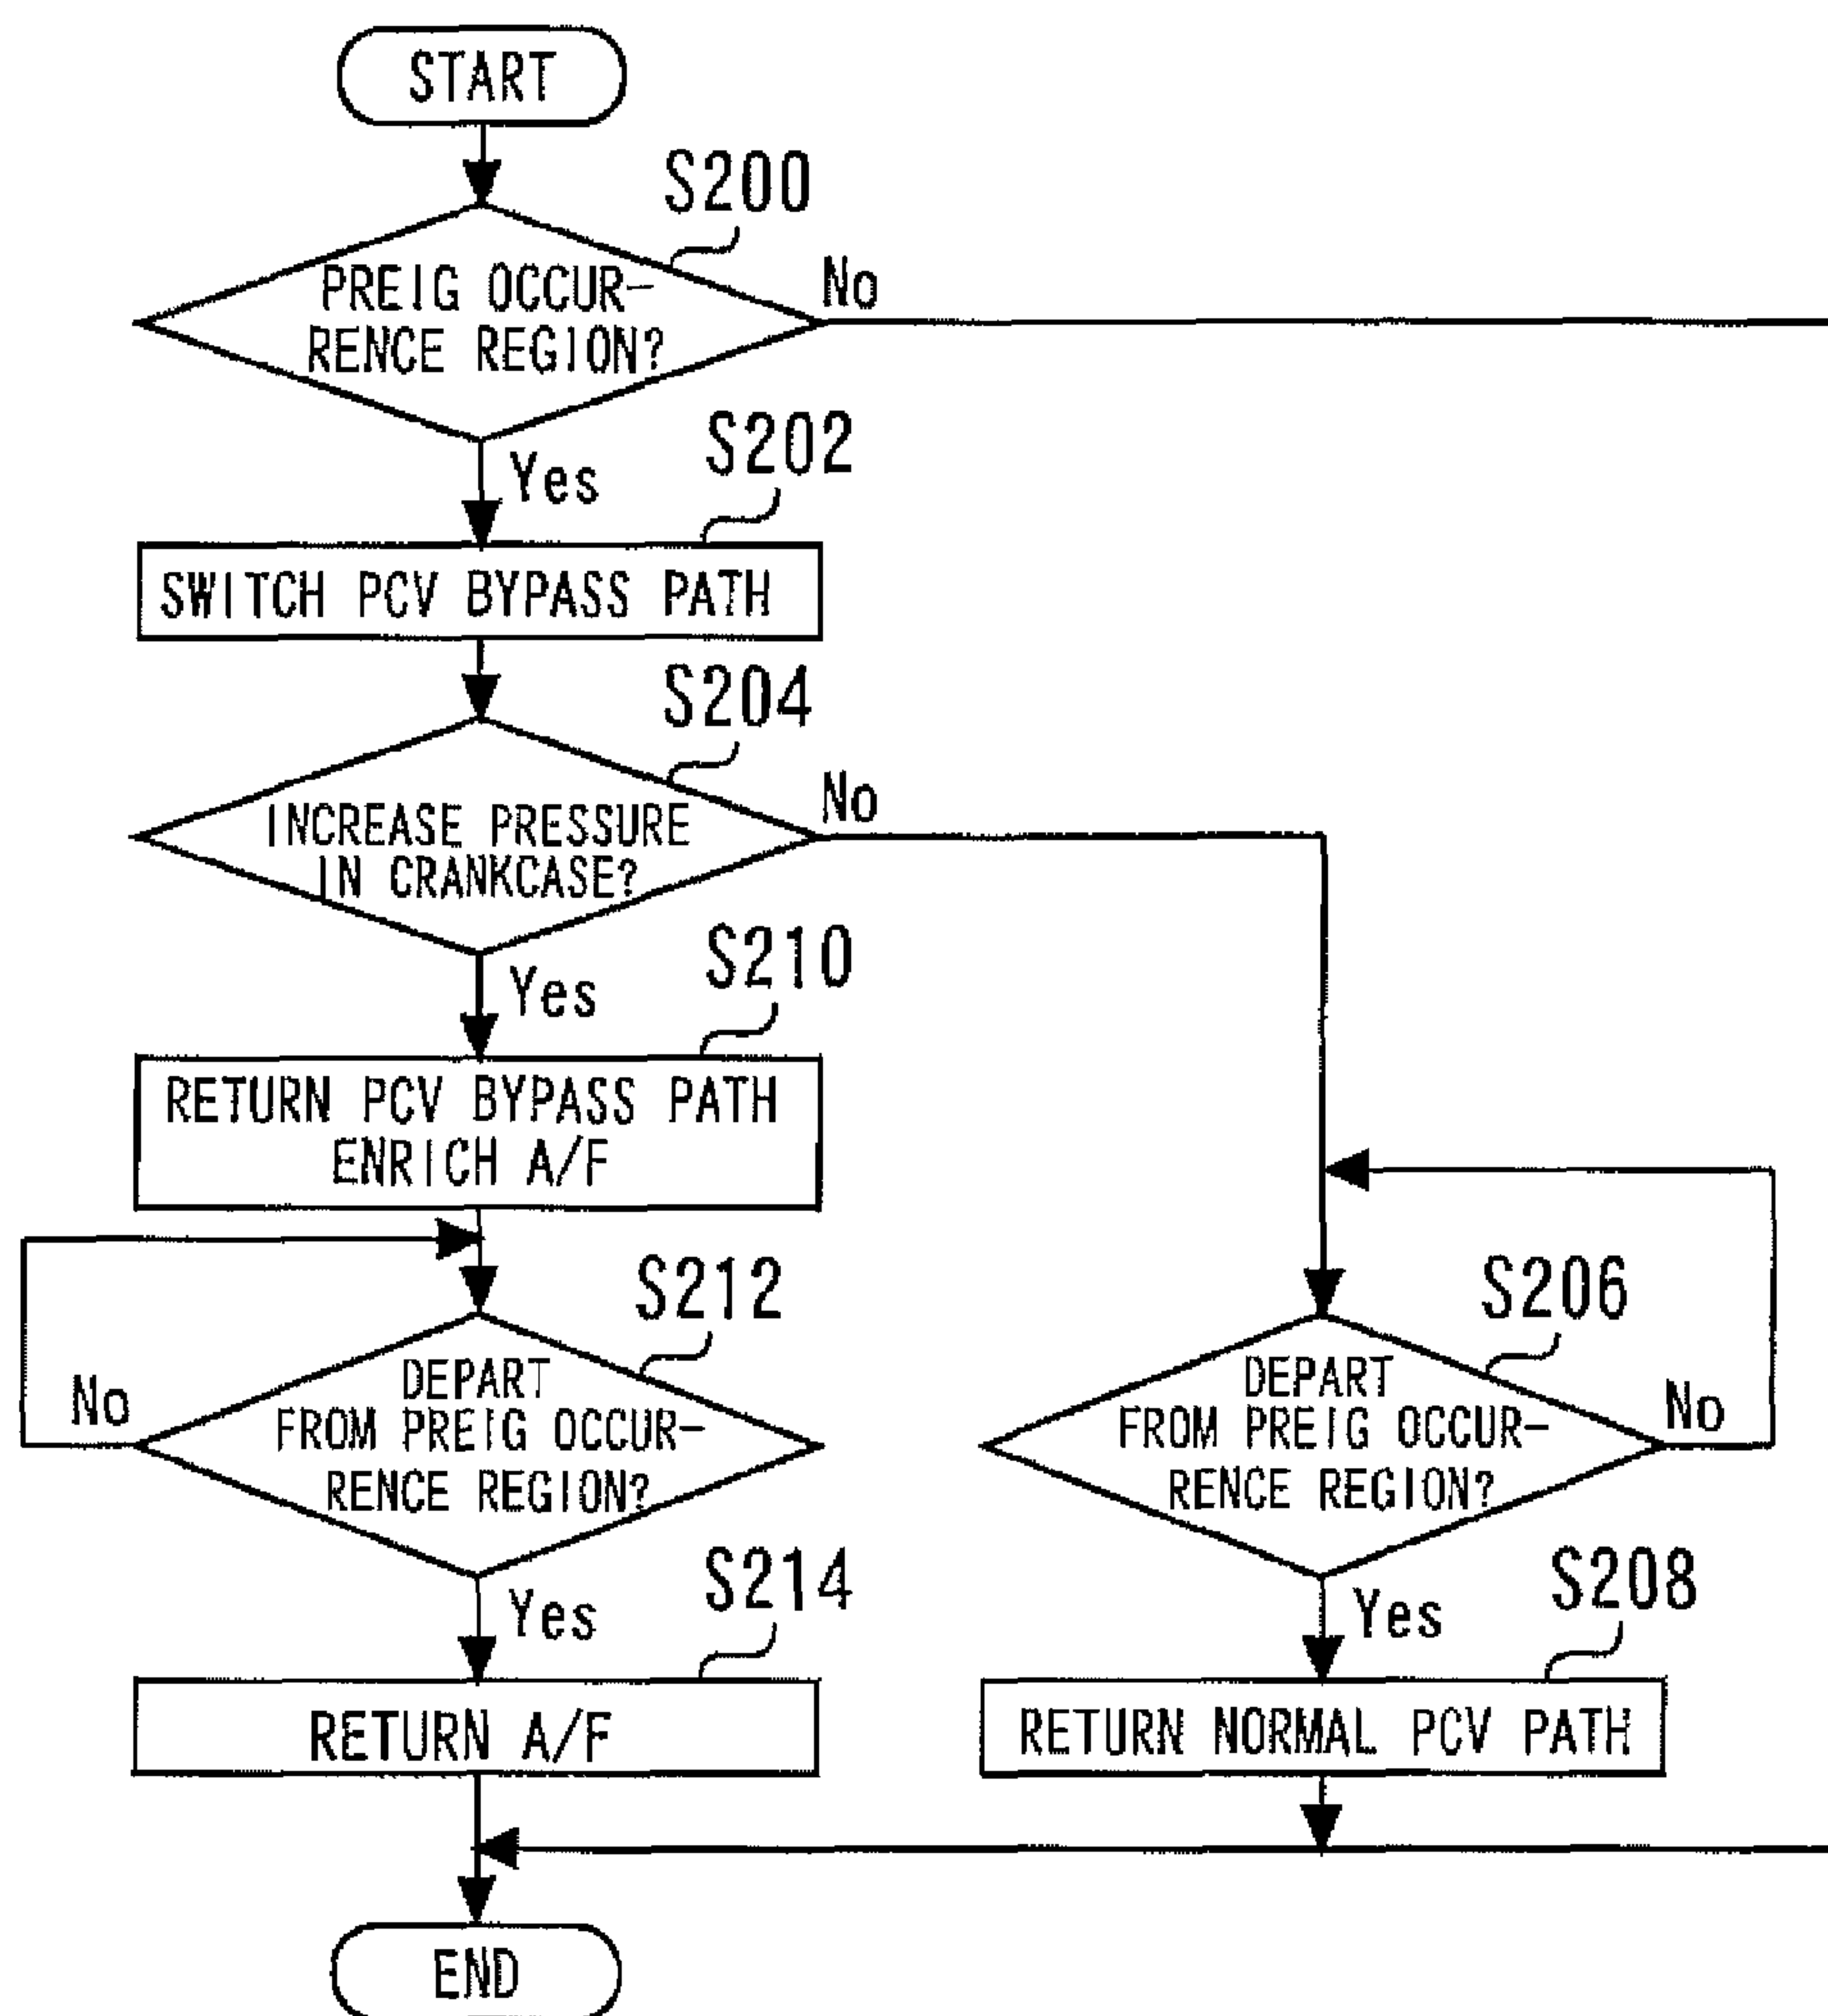 START
S200
PREIG OCCUR-
RENCE REGION?
No
Yes
S202
SWITCH PCV BYPASS PATH
S204
INCREASE PRESSURE
IN CRANKCASE?
No
Yes
S210
RETURN PCV BYPASS PATH
ENRICH A/F
S212
DEPART
FROM PREIG OCCUR-
RENCE REGION?
No
Yes
S206
DEPART
FROM PREIG OCCUR-
RENCE REGION?
No
Yes
S214
RETURN A/F
S208
RETURN NORMAL PCV PATH
END